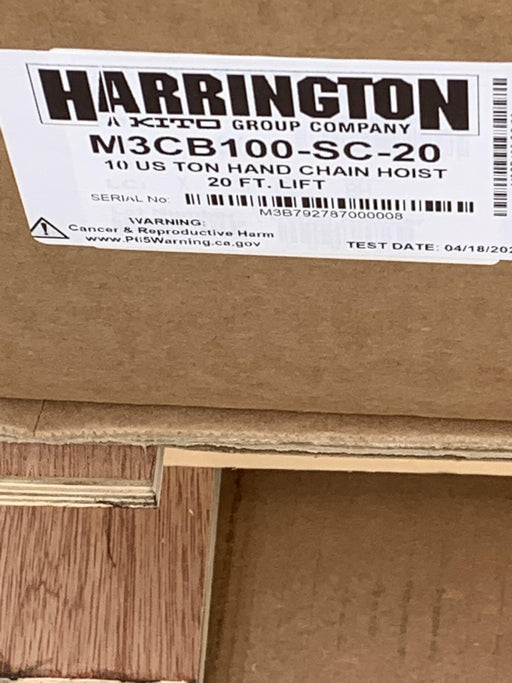 HARRINGTON
A KITO GROUP COMPANY
M3CB100-SC-20
10 US TON HAND CHAIN HOIST
20 FT. LIFT
SERIAL No:
M3B792787000008
WARNING:
Cancer & Reproductive Harm
www.P65Warning.ca.gov
TEST DATE: 04/18/202